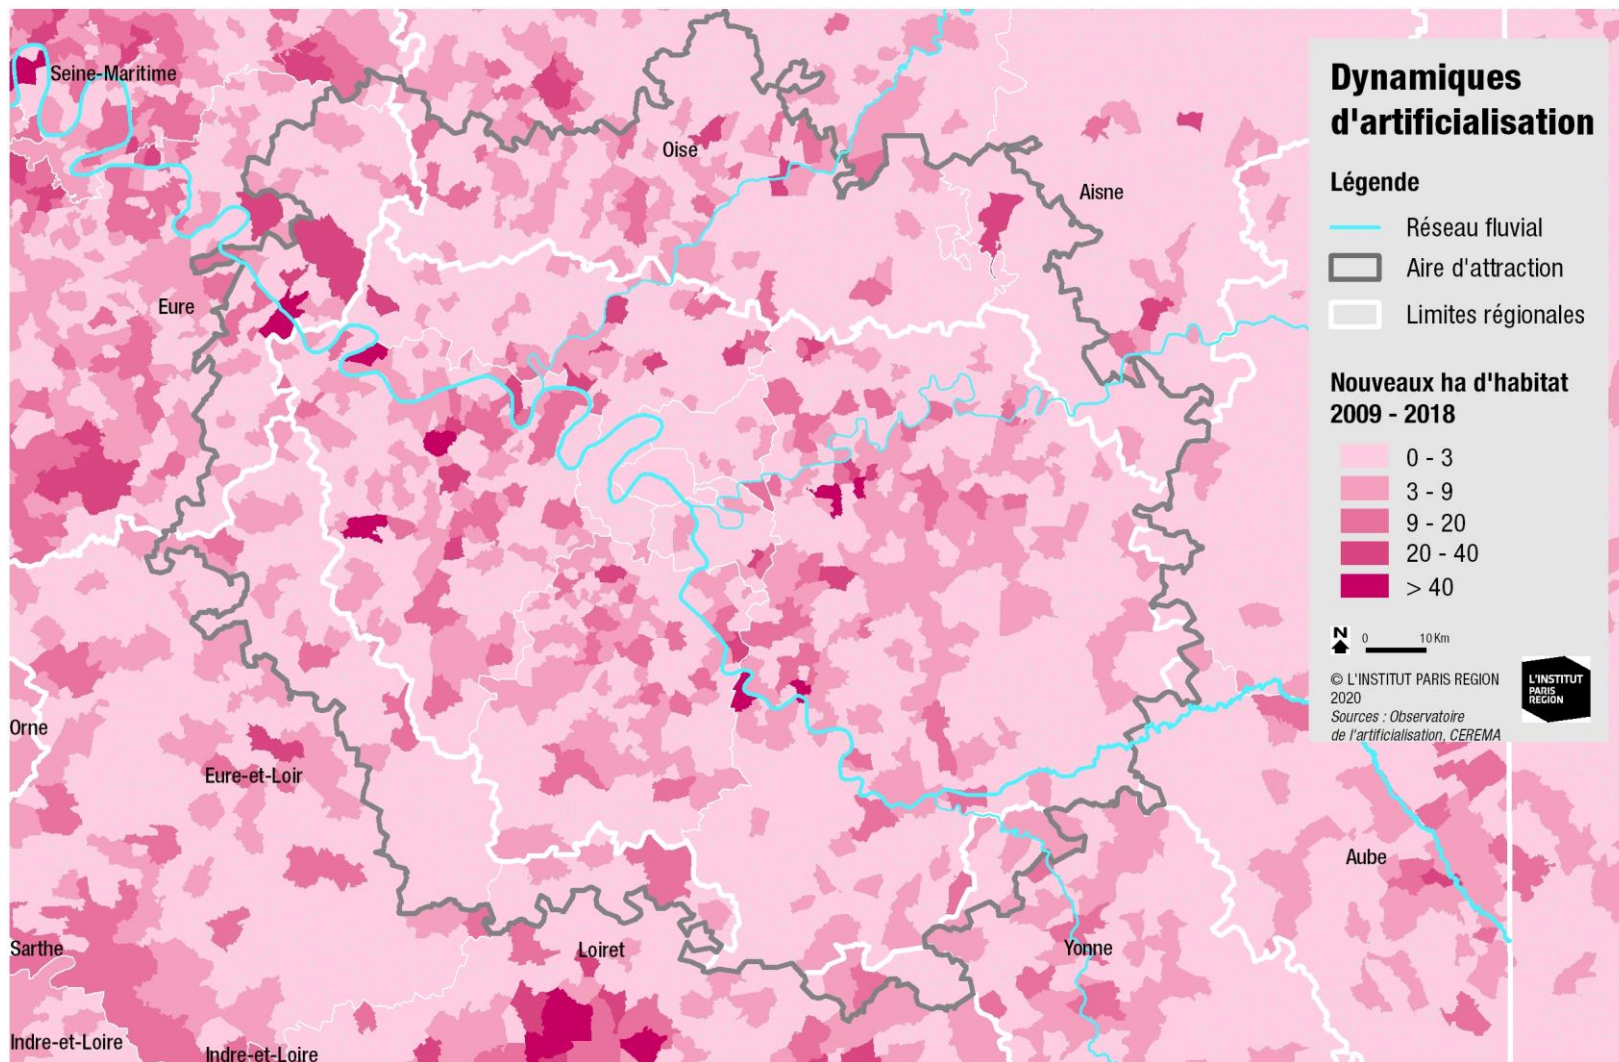 Seine-Maritime
Oise
Aisne
Eure
Orne
Eure-et-Loir
Aube
Sarthe
Loiret
Yonne
Indre-et-Loire
Indre-et-Loire
Dynamiques
d'artificialisation
Légende
Réseau fluvial
Aire d'attraction
Limites régionales
Nouveaux ha d'habitat
2009 - 2018
0 - 3
3 - 9
9 - 20
20 - 40
> 40
N
0 10 Km
© L'INSTITUT PARIS REGION
2020
Sources : Observatoire
de l'artificialisation, CEREMA
L'INSTITUT
PARIS
REGION